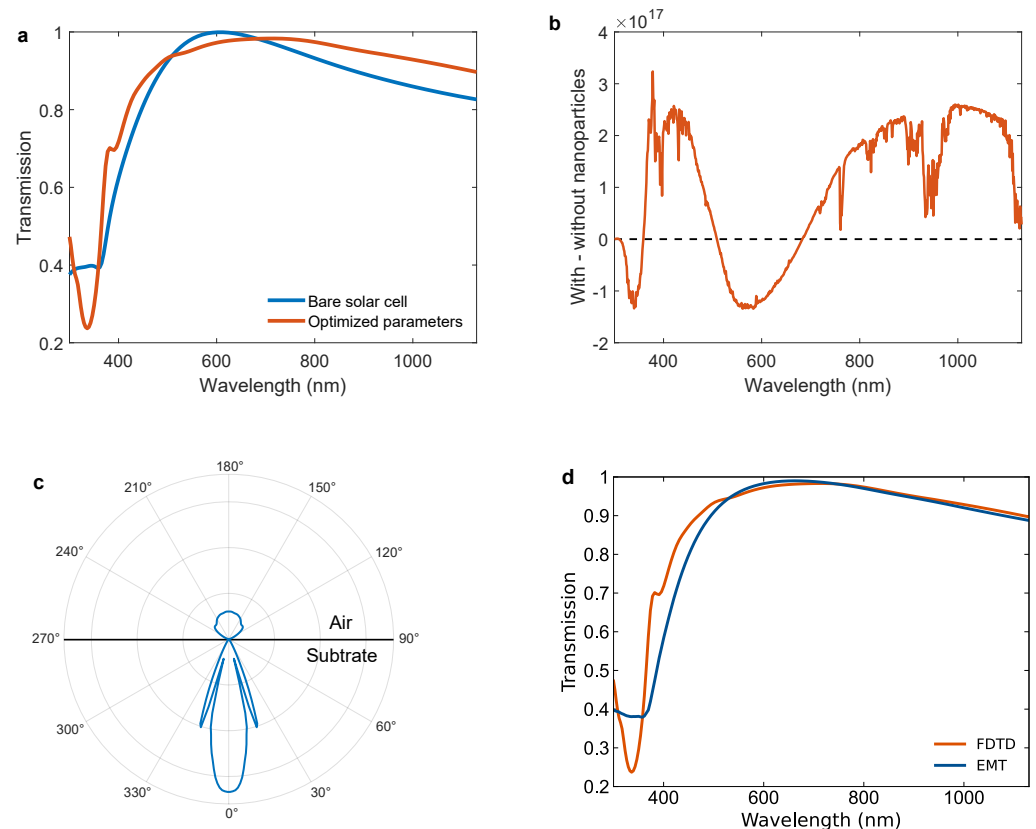 a
Transmission
1
0.8
0.6
0.4
0.2
400
600
800
1000
Wavelength (nm)
Bare solar cell
Optimized parameters
b
×10¹⁷
With - without nanoparticles
4
3
2
1
0
-1
-2
400
600
800
1000
Wavelength (nm)
c
180°
210°
150°
240°
120°
270°
90°
300°
60°
330°
30°
0°
Air
Subtrate
d
Transmission
1
0.9
0.8
0.7
0.6
0.5
0.4
0.3
0.2
400
600
800
1000
Wavelength (nm)
FDTD
EMT